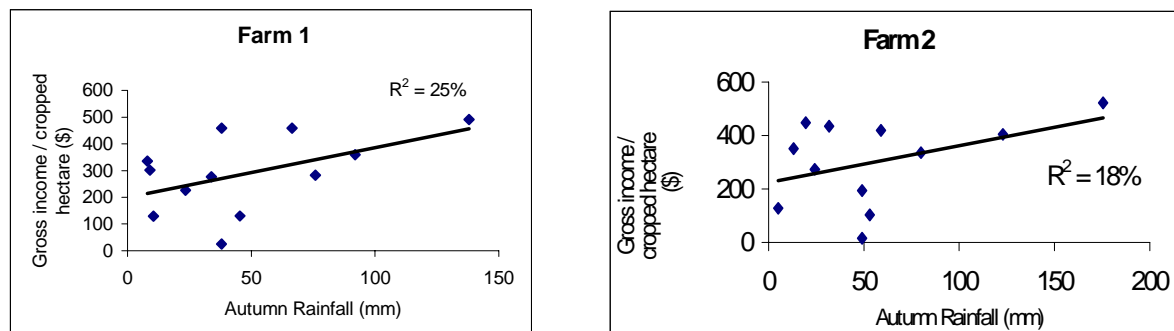 Farm 1
Gross income / cropped
hectare ($)
600
500
400
300
200
100
0
R² = 25%
0 50 100 150
Autumn Rainfall (mm)
Farm 2
Gross income /
cropped hectare
($)
600
400
200
0
R² = 18%
0 50 100 150 200
Autumn Rainfall (mm)